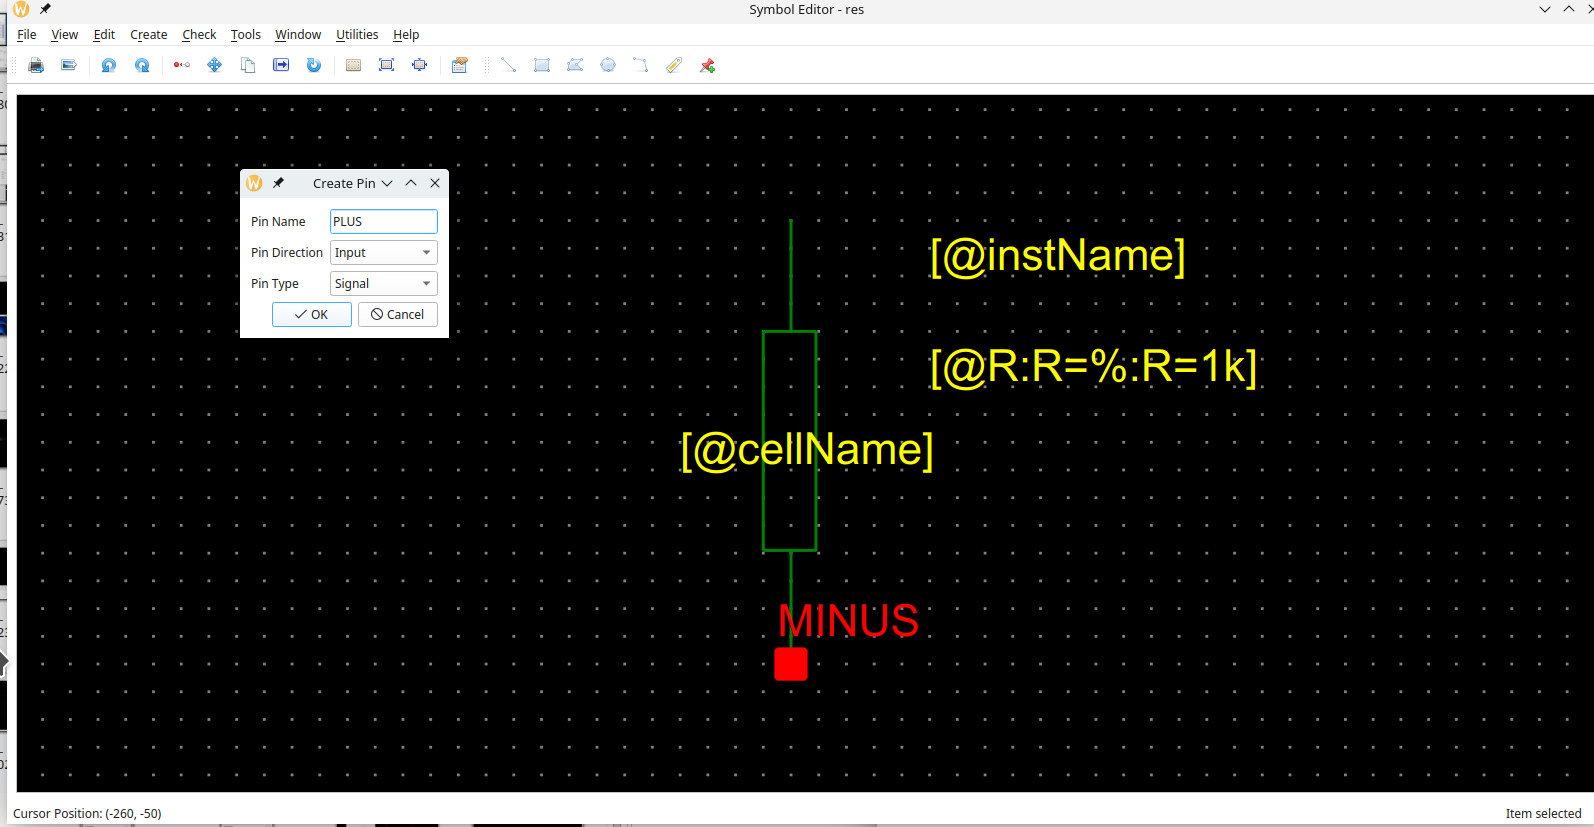 Symbol Editor - res
File View Edit Create Check Tools Window Utilities Help
Create Pin
Pin Name PLUS
Pin Direction Input
Pin Type Signal
OK Cancel
[@instName]
[@R:R=%:R=1k]
[@cellName]
MINUS
Cursor Position: (-260, -50) Item selected